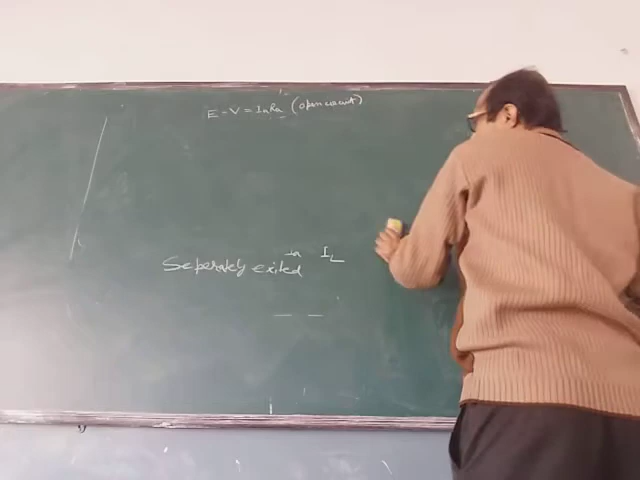 E - V = IaRa (open circuit)
Ia IL
Seperately exited